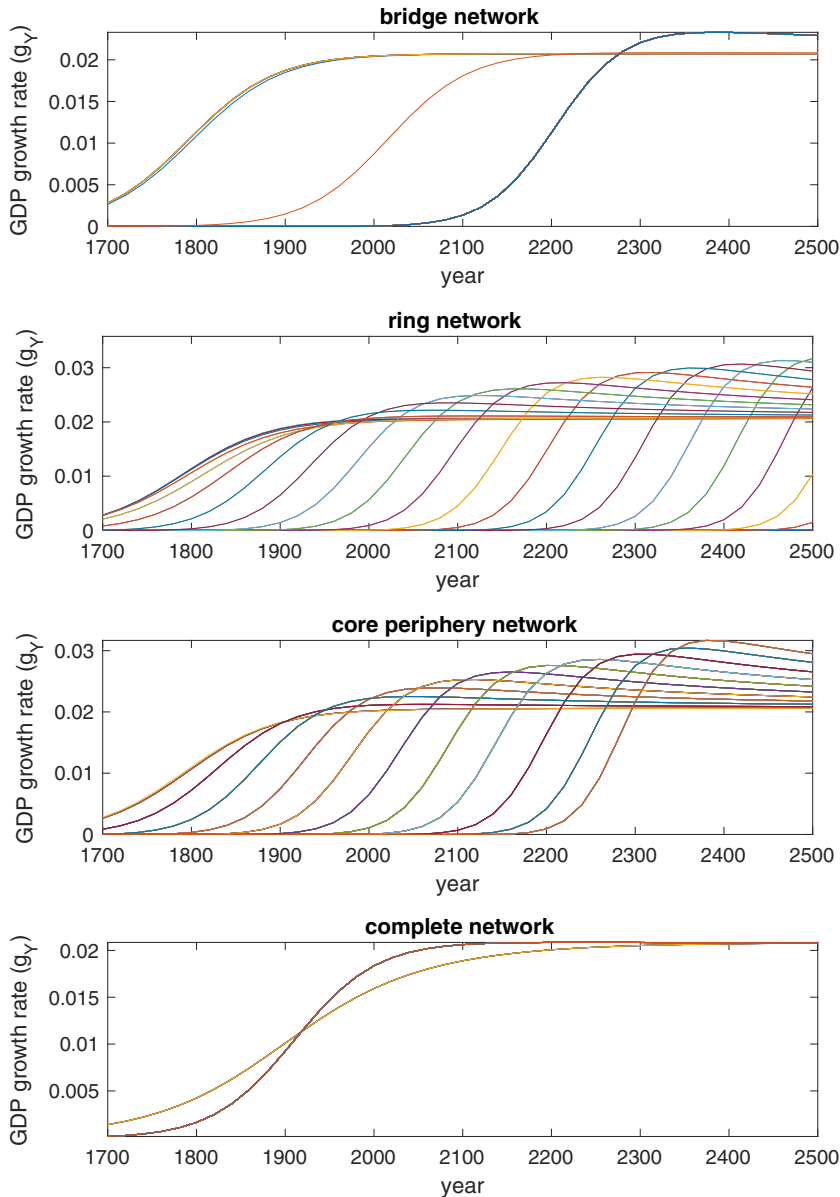 bridge network
GDP growth rate (g_Y)
0.02
0.015
0.01
0.005
0
1700 1800 1900 2000 2100 2200 2300 2400 2500
year
ring network
GDP growth rate (g_Y)
0.03
0.02
0.01
0
1700 1800 1900 2000 2100 2200 2300 2400 2500
year
core periphery network
GDP growth rate (g_Y)
0.03
0.02
0.01
0
1700 1800 1900 2000 2100 2200 2300 2400 2500
year
complete network
GDP growth rate (g_Y)
0.02
0.015
0.01
0.005
1700 1800 1900 2000 2100 2200 2300 2400 2500
year